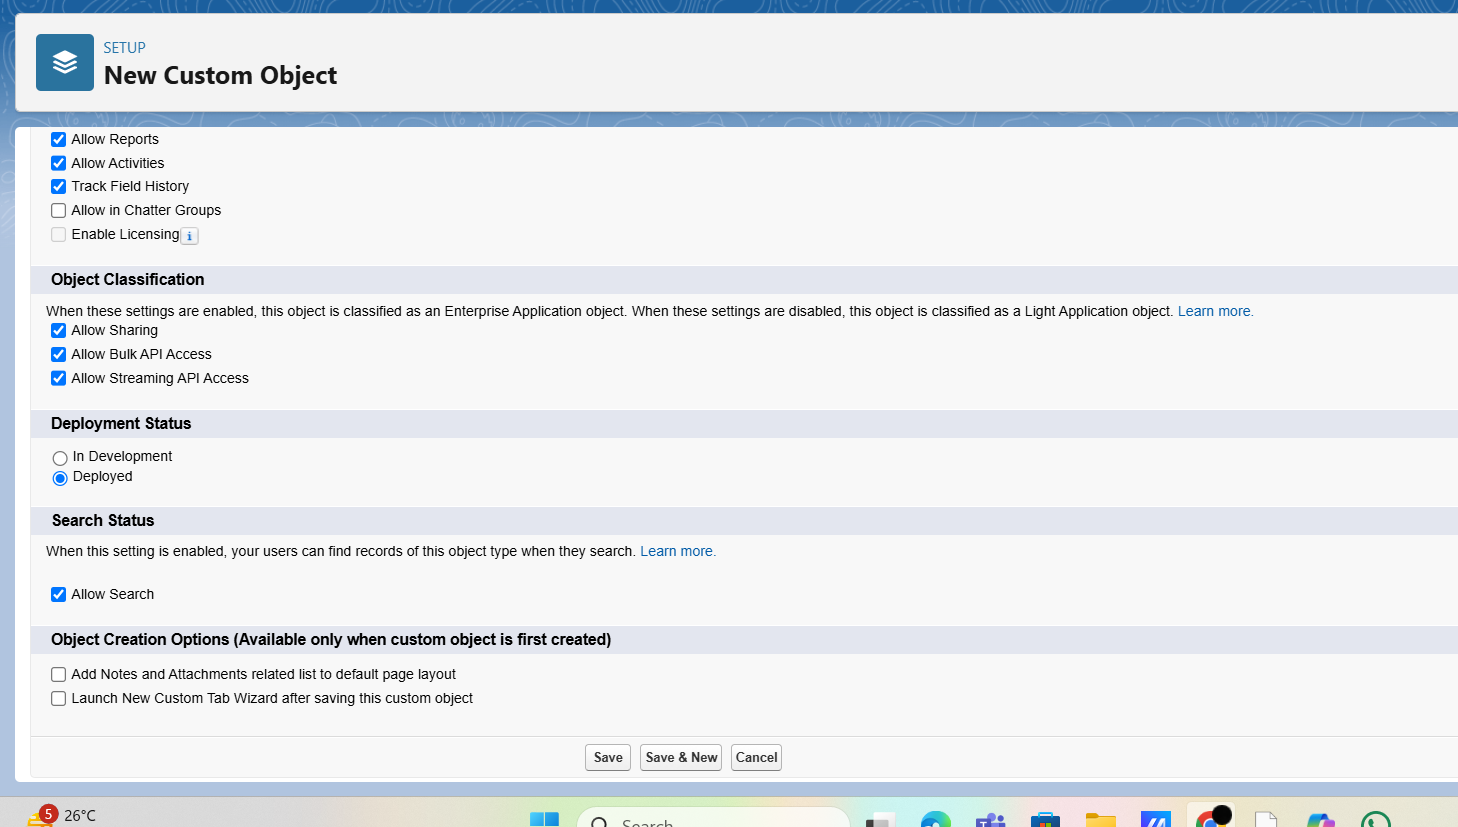 SETUP
New Custom Object
Allow Reports
Allow Activities
Track Field History
Allow in Chatter Groups
Enable Licensing i
Object Classification
When these settings are enabled, this object is classified as an Enterprise Application object. When these settings are disabled, this object is classified as a Light Application object. Learn more.
Allow Sharing
Allow Bulk API Access
Allow Streaming API Access
Deployment Status
In Development
Deployed
Search Status
When this setting is enabled, your users can find records of this object type when they search. Learn more.
Allow Search
Object Creation Options (Available only when custom object is first created)
Add Notes and Attachments related list to default page layout
Launch New Custom Tab Wizard after saving this custom object
Save Save & New Cancel
5 26°C Search